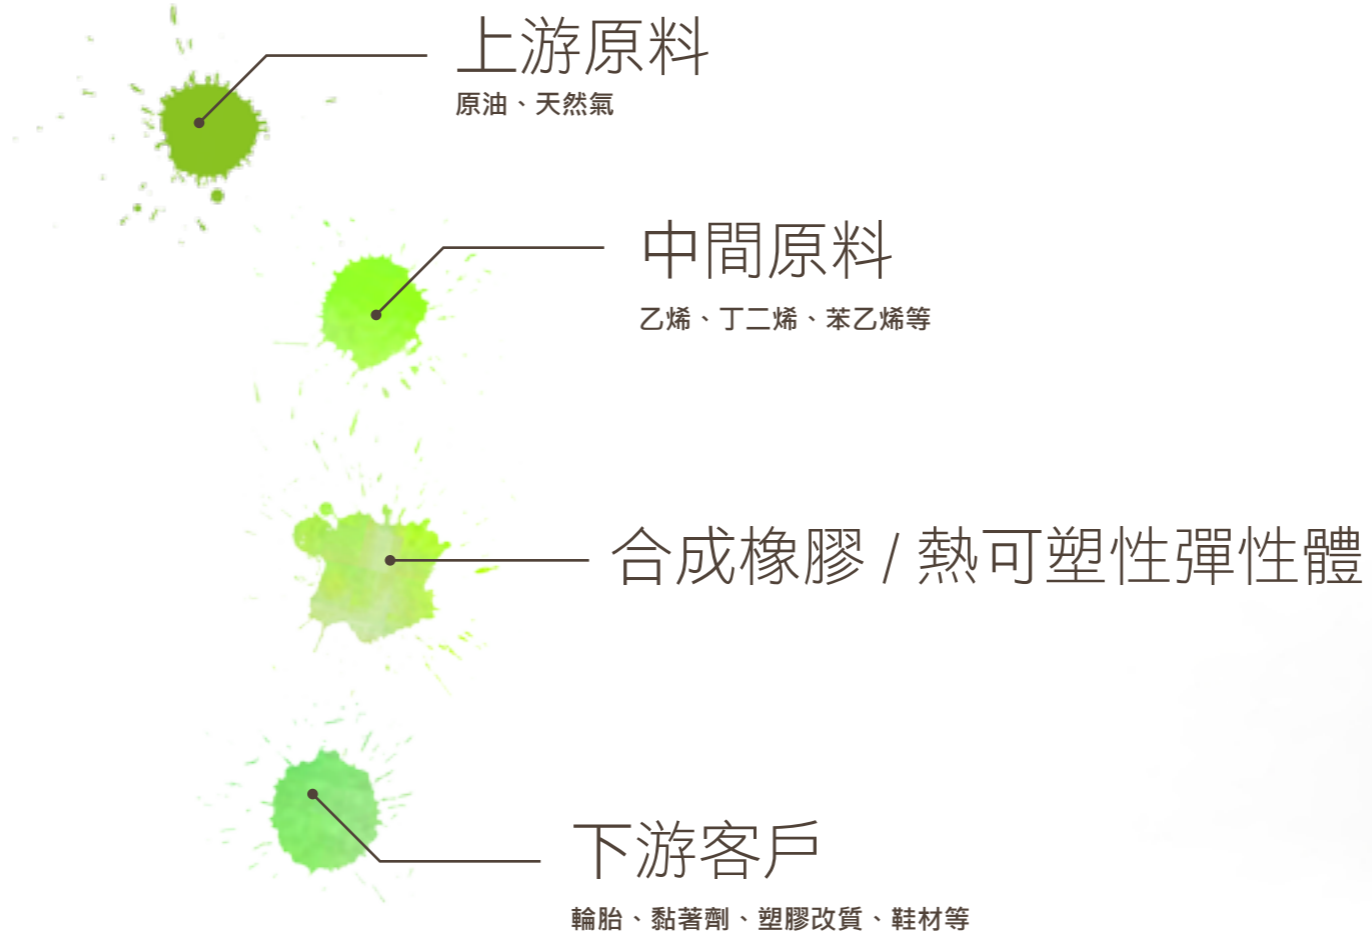 上游原料
原油、天然氣
中間原料
乙烯、丁二烯、苯乙烯等
合成橡膠 / 熱可塑性彈性體
下游客戶
輪胎、黏著劑、塑膠改質、鞋材等